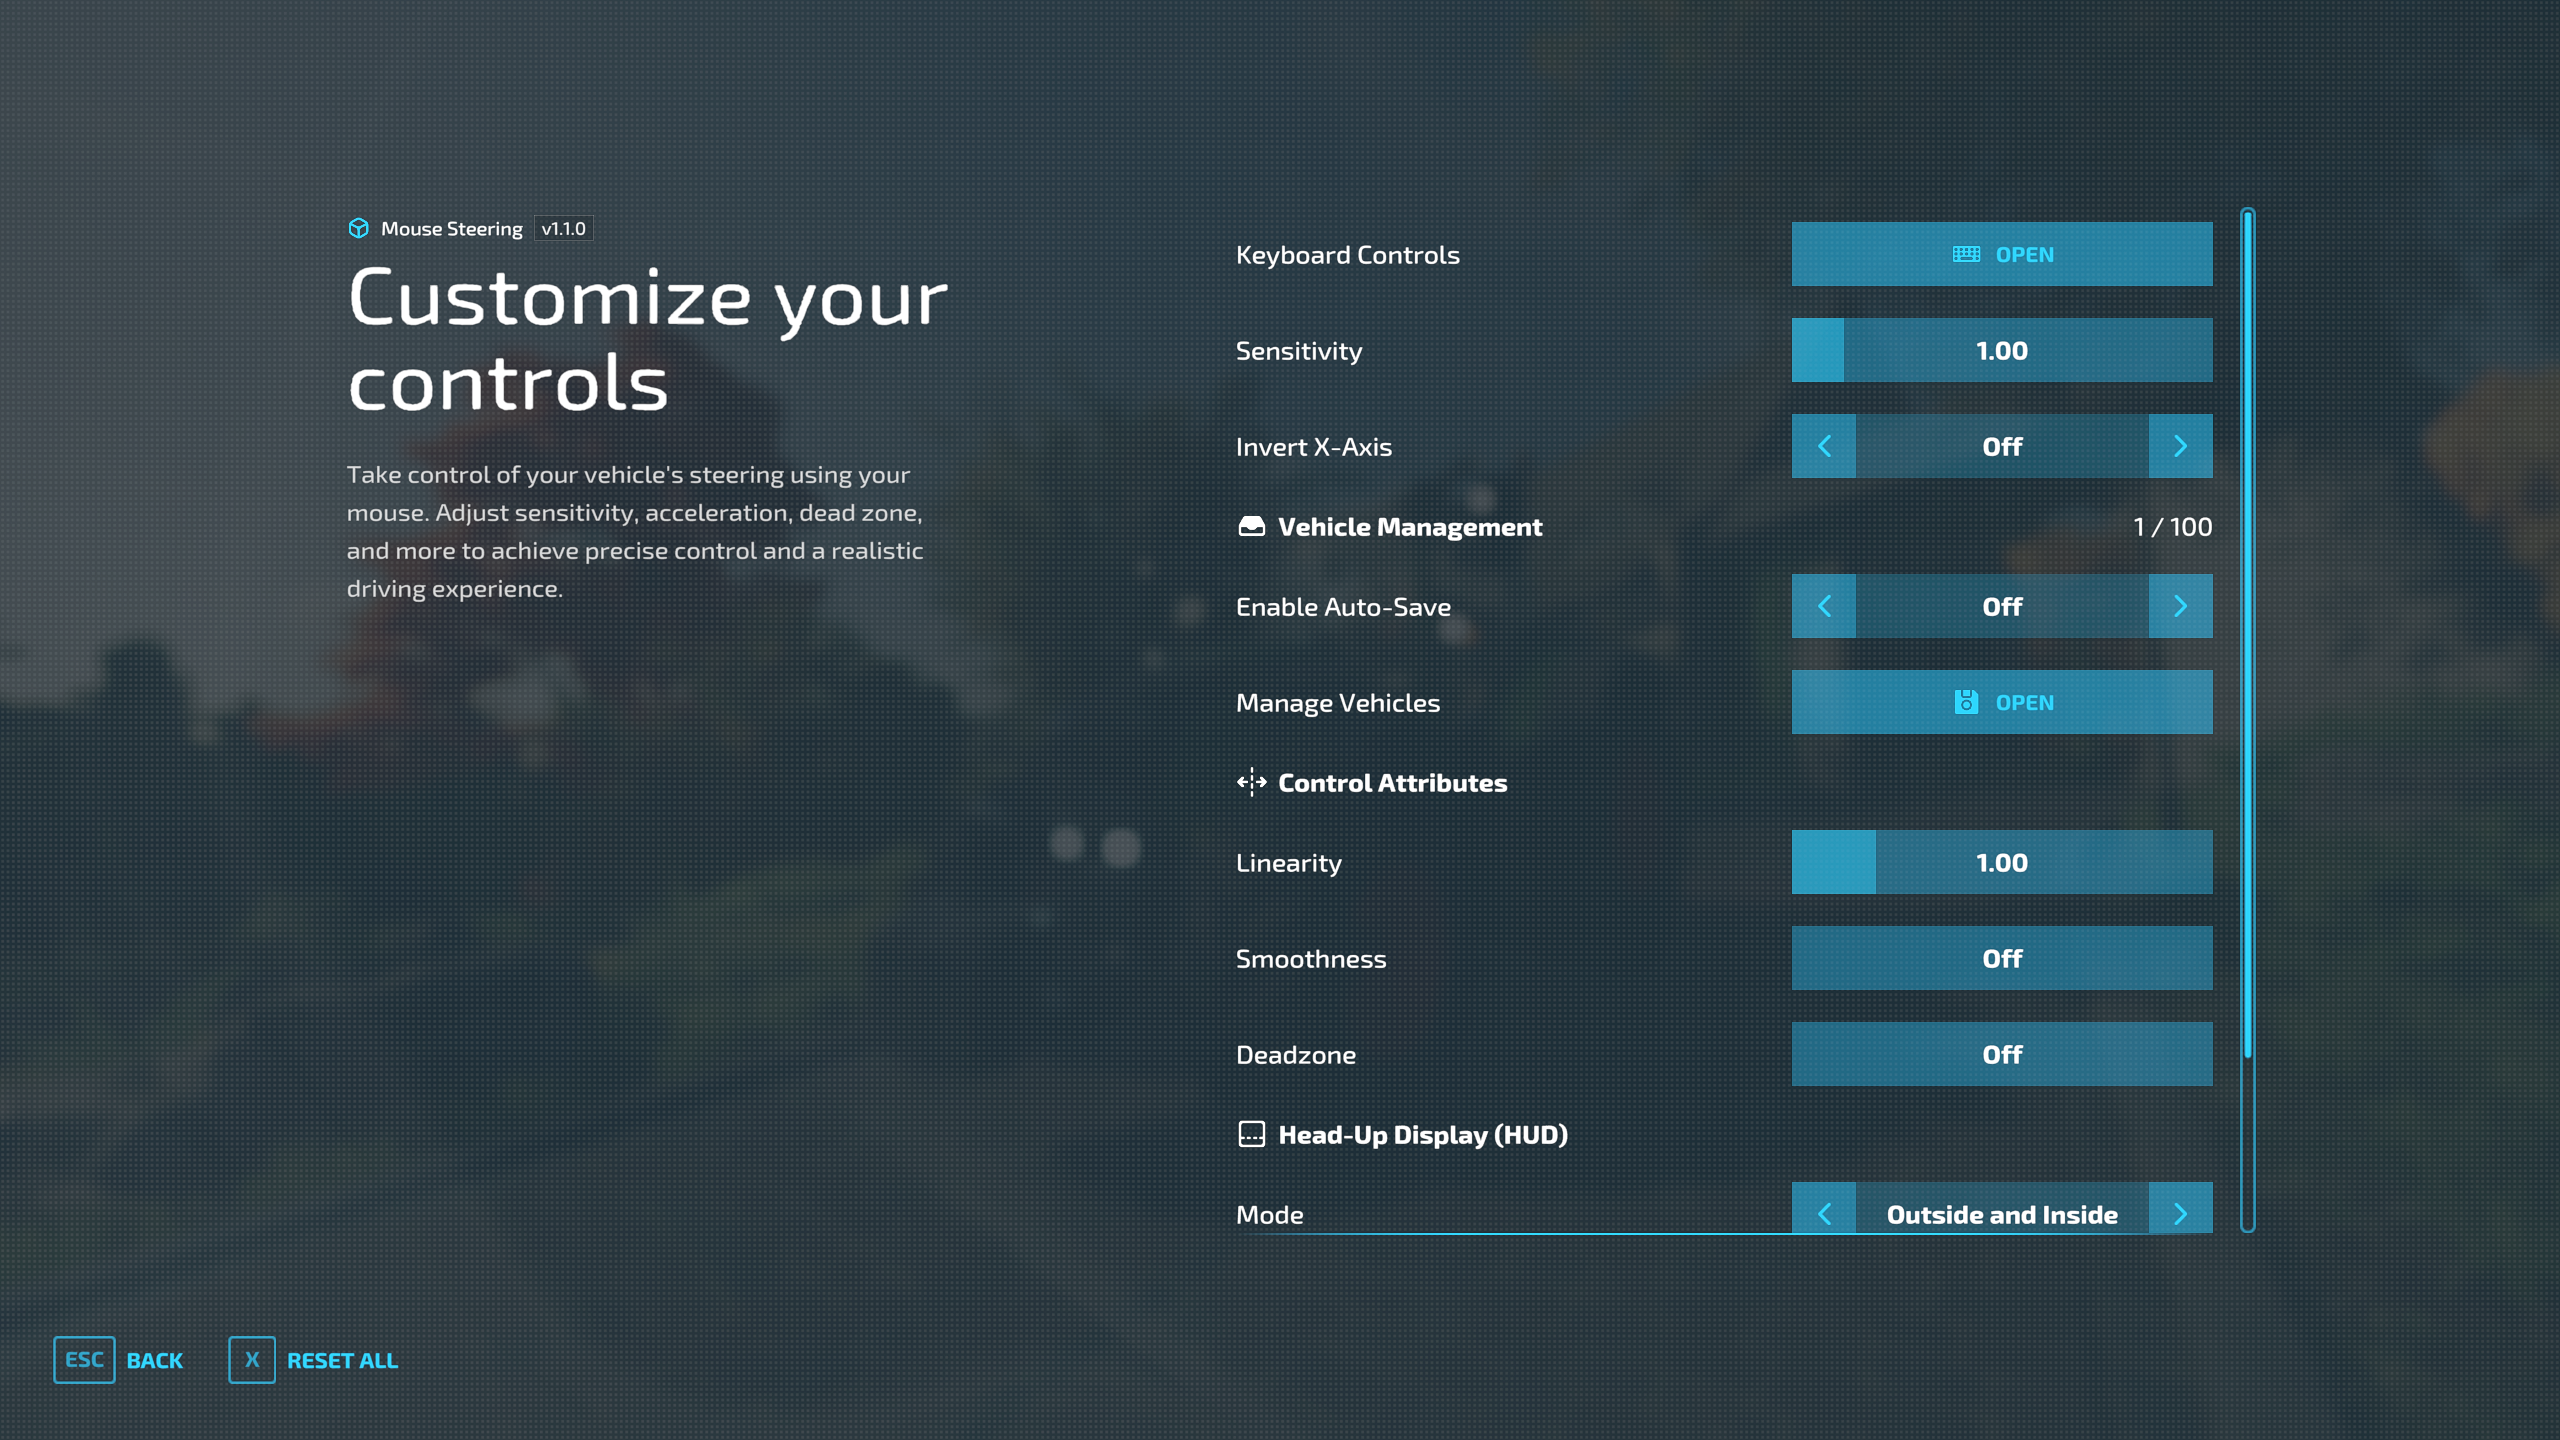 Mouse Steering v1.1.0
Customize your
controls
Take control of your vehicle's steering using your
mouse. Adjust sensitivity, acceleration, dead zone,
and more to achieve precise control and a realistic
driving experience.
Keyboard Controls OPEN
Sensitivity 1.00
Invert X-Axis Off
Vehicle Management 1 / 100
Enable Auto-Save Off
Manage Vehicles OPEN
Control Attributes
Linearity 1.00
Smoothness Off
Deadzone Off
Head-Up Display (HUD)
Mode Outside and Inside
ESC BACK X RESET ALL